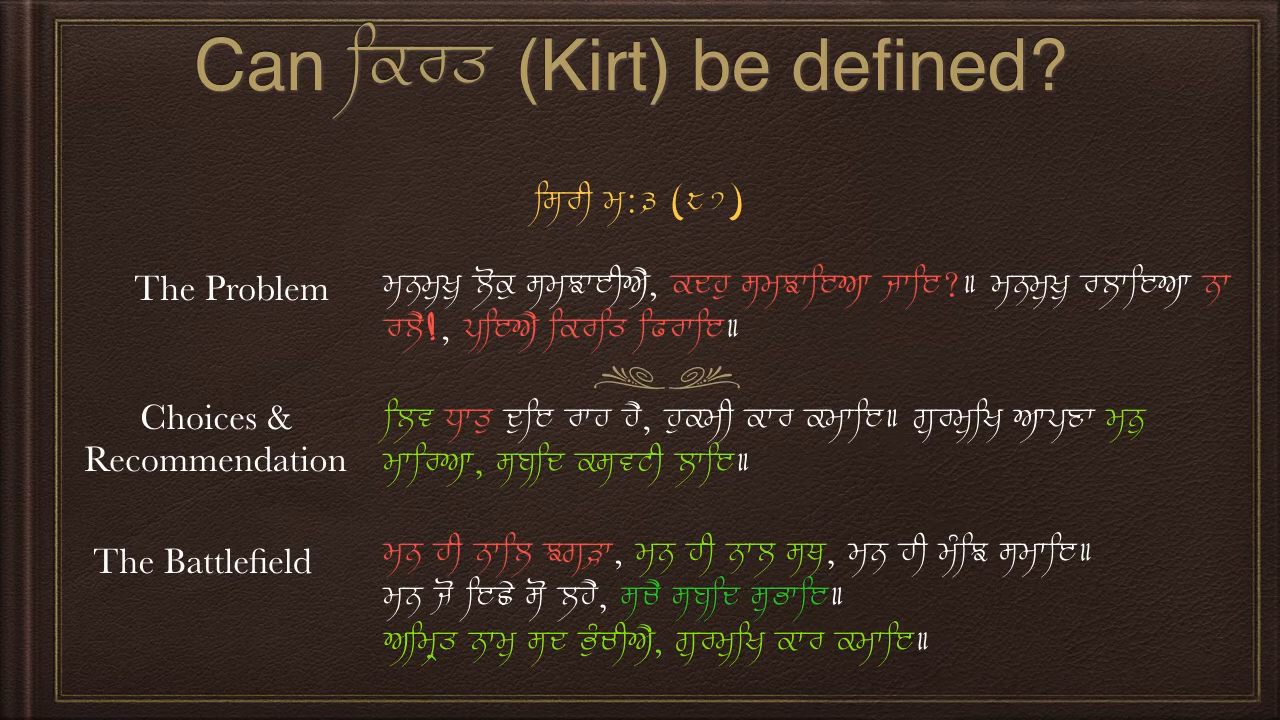 Can ਕਿਰਤ (Kirt) be defined?
ਸਿਰੀ ਮ:੩ (੮੭)
The Problem
ਮਨਮੁਖੁ ਲੋਕੁ ਸਮਝਾਈਐ, ਕਦਹੁ ਸਮਝਾਇਆ ਜਾਇ?॥ ਮਨਮੁਖੁ ਰਲਾਇਆ ਨਾ
ਰਲੈ!, ਪਇਐ ਕਿਰਤਿ ਫਿਰਾਇ॥
Choices &
Recommendation
ਲਿਵ ਧਾਤੁ ਦੁਇ ਰਾਹ ਹੈ, ਹੁਕਮੀ ਕਾਰ ਕਮਾਇ॥ ਗੁਰਮੁਖਿ ਆਪਣਾ ਮਨੁ
ਮਾਰਿਆ, ਸਬਦਿ ਕਸਵਟੀ ਲਾਇ॥
The Battlefield
ਮਨ ਹੀ ਨਾਲਿ ਝਗੜਾ, ਮਨ ਹੀ ਨਾਲ ਸਥ, ਮਨ ਹੀ ਮੰਝਿ ਸਮਾਇ॥
ਮਨ ਜੋ ਇਛੇ ਸੋ ਲਹੈ, ਸਚੈ ਸਬਦਿ ਸੁਭਾਇ॥
ਅਮ੍ਰਿਤ ਨਾਮੁ ਸਦ ਭੁੰਚੀਐ, ਗੁਰਮੁਖਿ ਕਾਰ ਕਮਾਇ॥